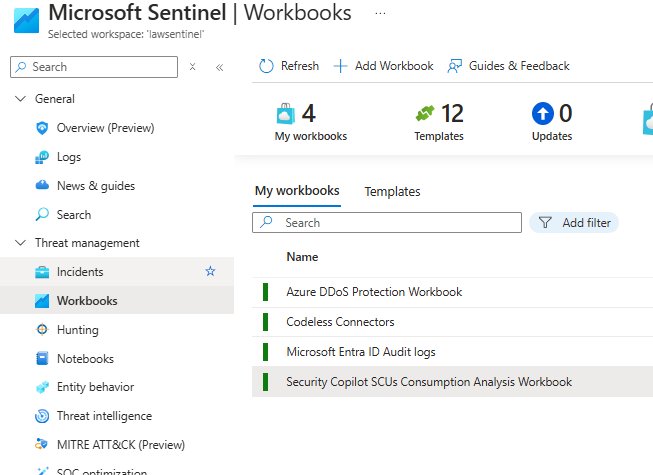 Microsoft Sentinel | Workbooks ...
Selected workspace: 'lawsentinel'
Search
General
Overview (Preview)
Logs
News & guides
Search
Threat management
Incidents
Workbooks
Hunting
Notebooks
Entity behavior
Threat intelligence
MITRE ATT&CK (Preview)
SOC optimization
Refresh Add Workbook Guides & Feedback
4 12 0
My workbooks Templates Updates
My workbooks Templates
Search Add filter
Name
Azure DDoS Protection Workbook
Codeless Connectors
Microsoft Entra ID Audit logs
Security Copilot SCUs Consumption Analysis Workbook